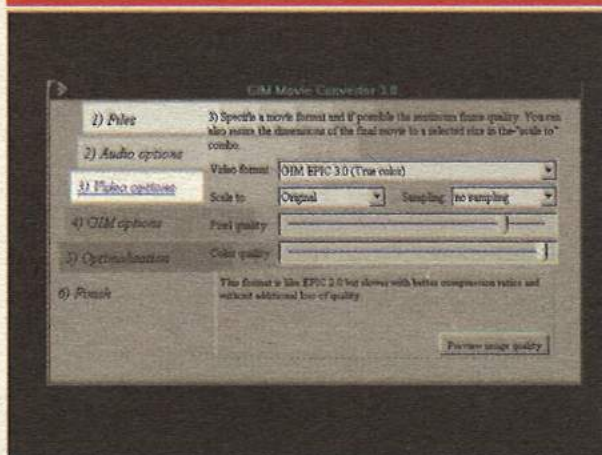 GIM Movie Convertor 3.0
1) Files
2) Audio options
3) Video options
4) GIM options
5) Optimalization
6) Finish
3) Specifie a movie format and if possible the minimum frame quality. You can
also resize the dimensions of the final movie to a selected size in the "scale to"
combo.
Video format
GIM EPIC 3.0 (True color)
Scale to
Original
Sampling
no sampling
Pixel quality
Color quality
This format is like EPIC 2.0 but slower with better compression ratios and
without additional loss of quality.
Preview image quality